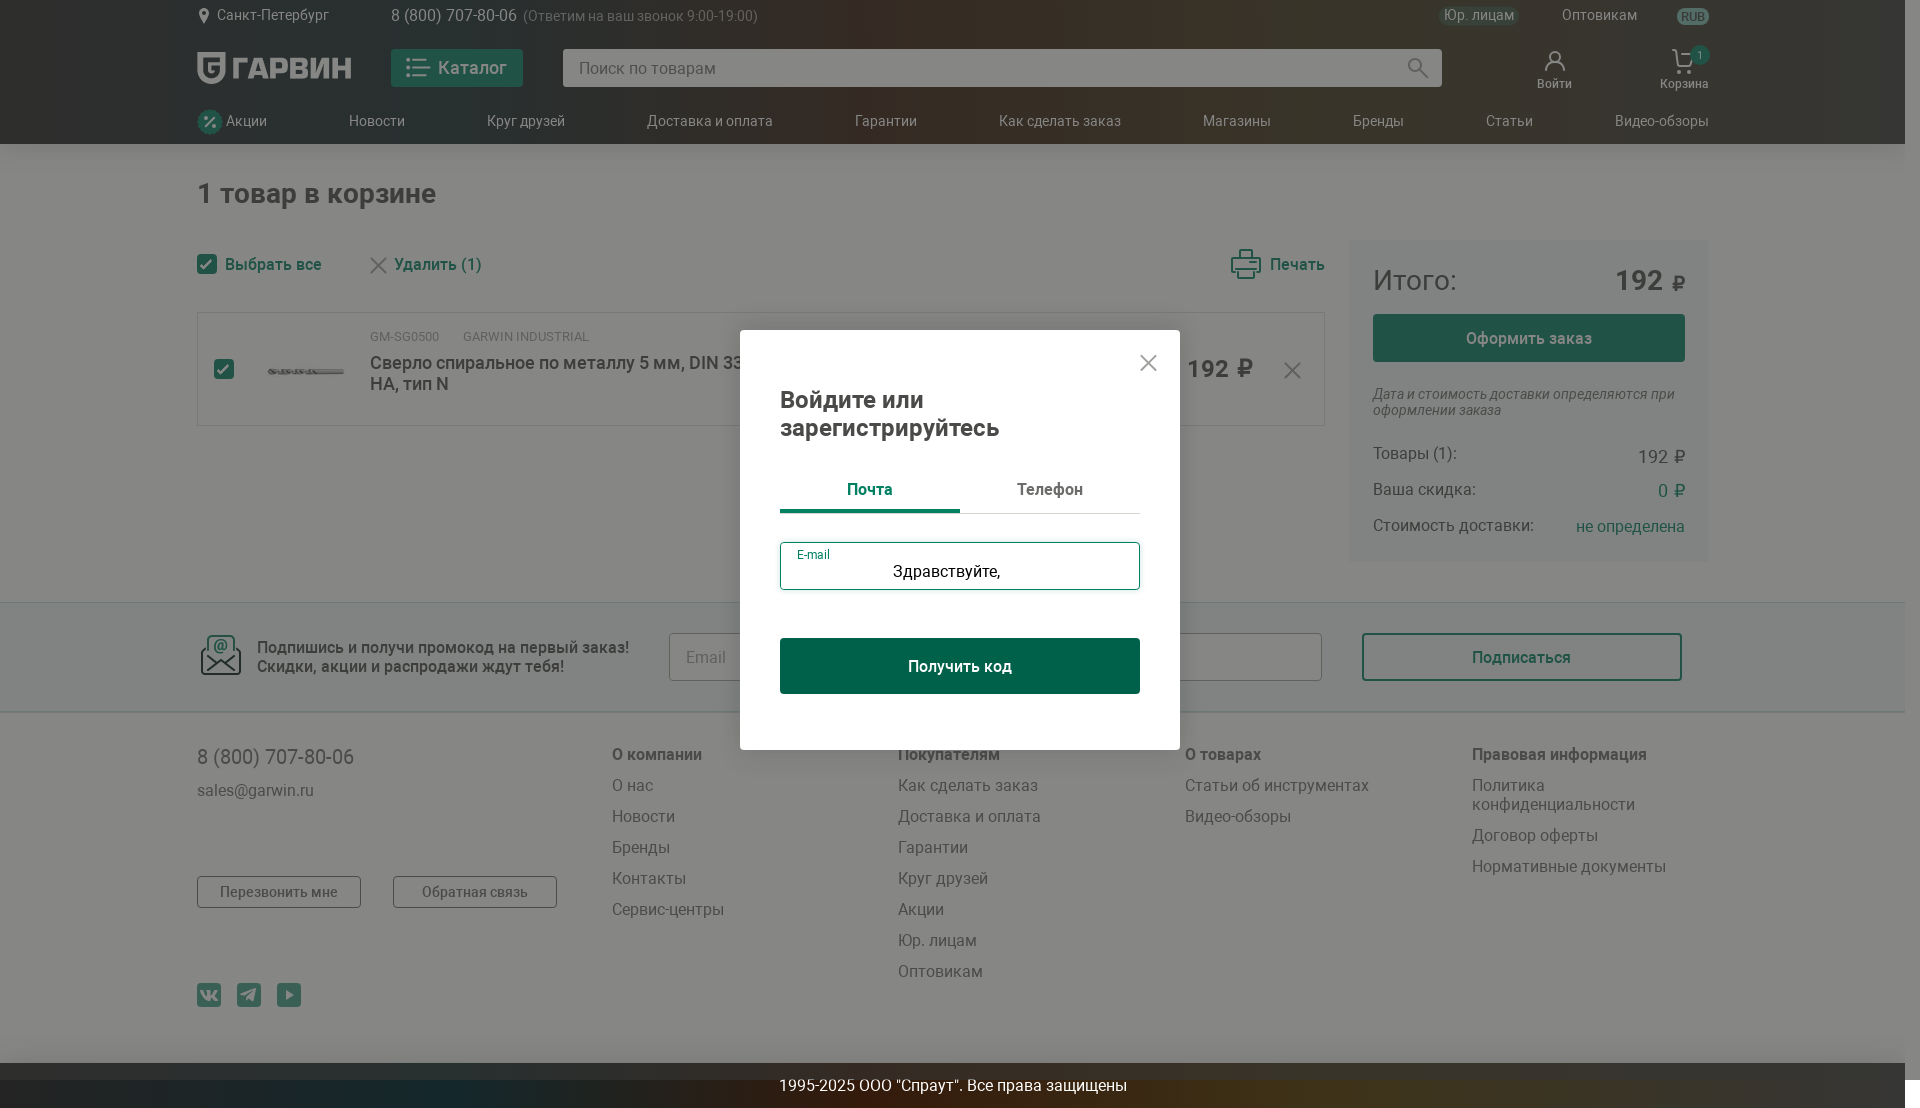 Санкт-Петербург
8 (800) 707-80-06 (Ответим на ваш звонок 9:00-19:00)
Юр. лицам
Оптовикам
RUB
ГАРВИН
Каталог
Поиск по товарам
Войти
1
Корзина
Акции
Новости
Круг друзей
Доставка и оплата
Гарантии
Как сделать заказ
Магазины
Бренды
Статьи
Видео-обзоры
1 товар в корзине
Выбрать все
Удалить (1)
Печать
GM-SG0500 GARWIN INDUSTRIAL
Сверло спиральное по металлу 5 мм, DIN 33
HA, тип N
192 ₽
Итого: 192 ₽
Оформить заказ
Дата и стоимость доставки определяются при
оформлении заказа
Товары (1): 192 ₽
Ваша скидка: 0 ₽
Стоимость доставки: не определена
Войдите или
зарегистрируйтесь
Почта
Телефон
E-mail
Здравствуйте,
Получить код
Подпишись и получи промокод на первый заказ!
Скидки, акции и распродажи ждут тебя!
Email
Подписаться
8 (800) 707-80-06
sales@garwin.ru
Перезвонить мне
Обратная связь
О компании
О нас
Новости
Бренды
Контакты
Сервис-центры
Покупателям
Как сделать заказ
Доставка и оплата
Гарантии
Круг друзей
Акции
Юр. лицам
Оптовикам
О товарах
Статьи об инструментах
Видео-обзоры
Правовая информация
Политика
конфиденциальности
Договор оферты
Нормативные документы
1995-2025 ООО "Спраут". Все права защищены